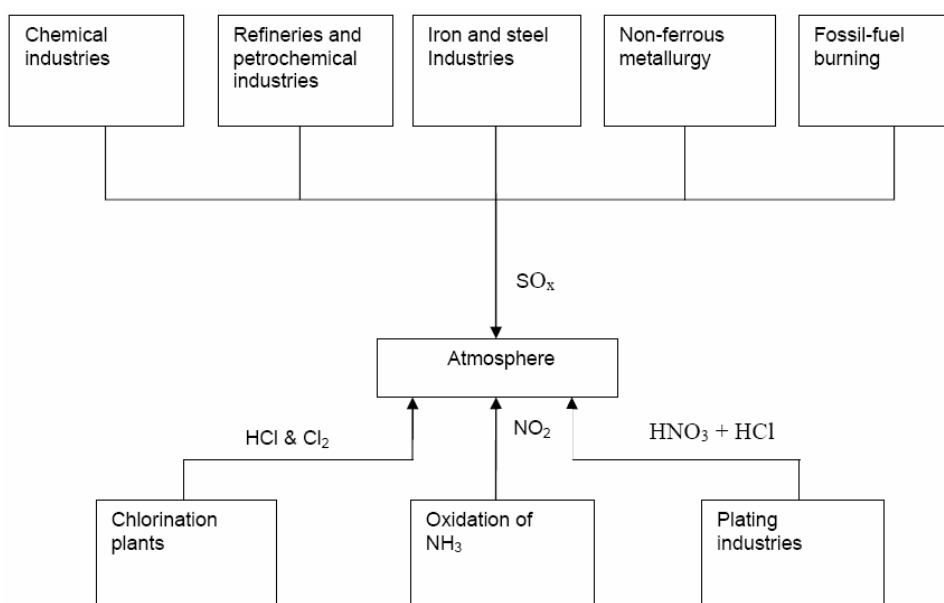 Chemical
industries
Refineries and
petrochemical
industries
Iron and steel
Industries
Non-ferrous
metallurgy
Fossil-fuel
burning
SOₓ
Atmosphere
HCl & Cl₂
NO₂
HNO₃ + HCl
Chlorination
plants
Oxidation of
NH₃
Plating
industries